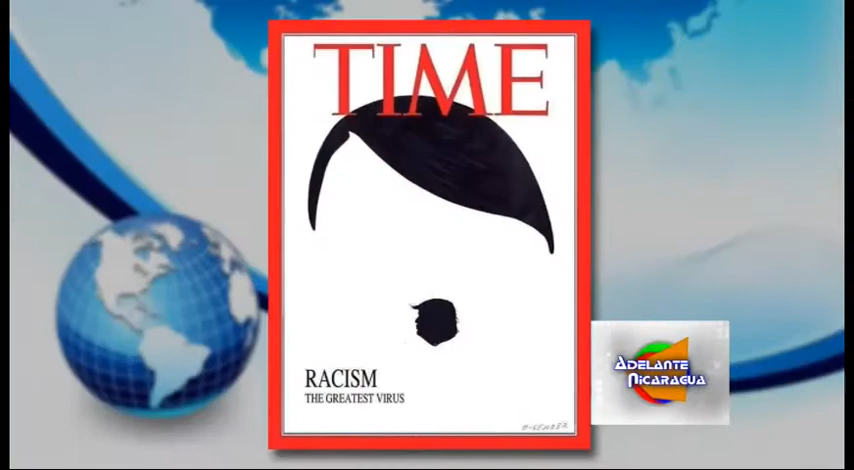 TIME
RACISM
THE GREATEST VIRUS
ADELANTE
NICARAGUA